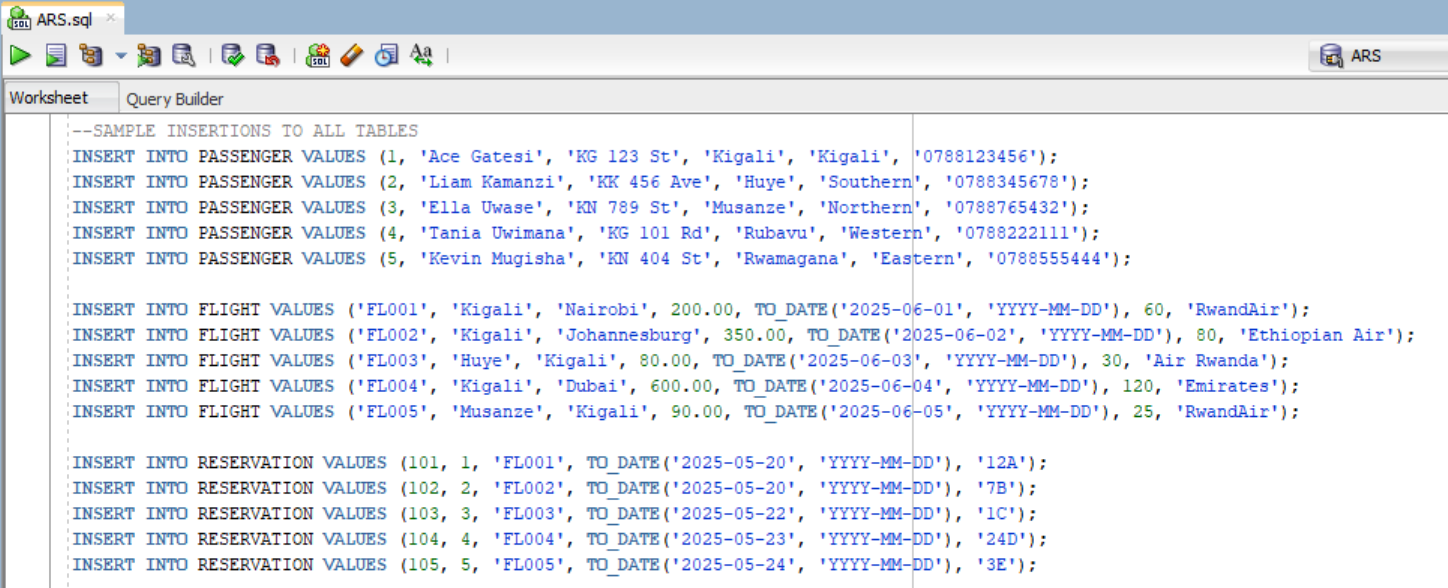 ARS.sql
ARS
Worksheet
Query Builder
--SAMPLE INSERTIONS TO ALL TABLES
INSERT INTO PASSENGER VALUES (1, 'Ace Gatesi', 'KG 123 St', 'Kigali', 'Kigali', '0788123456');
INSERT INTO PASSENGER VALUES (2, 'Liam Kamanzi', 'KK 456 Ave', 'Huye', 'Southern', '0788345678');
INSERT INTO PASSENGER VALUES (3, 'Ella Uwase', 'KN 789 St', 'Musanze', 'Northern', '0788765432');
INSERT INTO PASSENGER VALUES (4, 'Tania Uwimana', 'KG 101 Rd', 'Rubavu', 'Western', '0788222111');
INSERT INTO PASSENGER VALUES (5, 'Kevin Mugisha', 'KN 404 St', 'Rwamagana', 'Eastern', '0788555444');
INSERT INTO FLIGHT VALUES ('FL001', 'Kigali', 'Nairobi', 200.00, TO_DATE('2025-06-01', 'YYYY-MM-DD'), 60, 'RwandAir');
INSERT INTO FLIGHT VALUES ('FL002', 'Kigali', 'Johannesburg', 350.00, TO_DATE('2025-06-02', 'YYYY-MM-DD'), 80, 'Ethiopian Air');
INSERT INTO FLIGHT VALUES ('FL003', 'Huye', 'Kigali', 80.00, TO_DATE('2025-06-03', 'YYYY-MM-DD'), 30, 'Air Rwanda');
INSERT INTO FLIGHT VALUES ('FL004', 'Kigali', 'Dubai', 600.00, TO_DATE('2025-06-04', 'YYYY-MM-DD'), 120, 'Emirates');
INSERT INTO FLIGHT VALUES ('FL005', 'Musanze', 'Kigali', 90.00, TO_DATE('2025-06-05', 'YYYY-MM-DD'), 25, 'RwandAir');
INSERT INTO RESERVATION VALUES (101, 1, 'FL001', TO_DATE('2025-05-20', 'YYYY-MM-DD'), '12A');
INSERT INTO RESERVATION VALUES (102, 2, 'FL002', TO_DATE('2025-05-20', 'YYYY-MM-DD'), '7B');
INSERT INTO RESERVATION VALUES (103, 3, 'FL003', TO_DATE('2025-05-22', 'YYYY-MM-DD'), '1C');
INSERT INTO RESERVATION VALUES (104, 4, 'FL004', TO_DATE('2025-05-23', 'YYYY-MM-DD'), '24D');
INSERT INTO RESERVATION VALUES (105, 5, 'FL005', TO_DATE('2025-05-24', 'YYYY-MM-DD'), '3E');